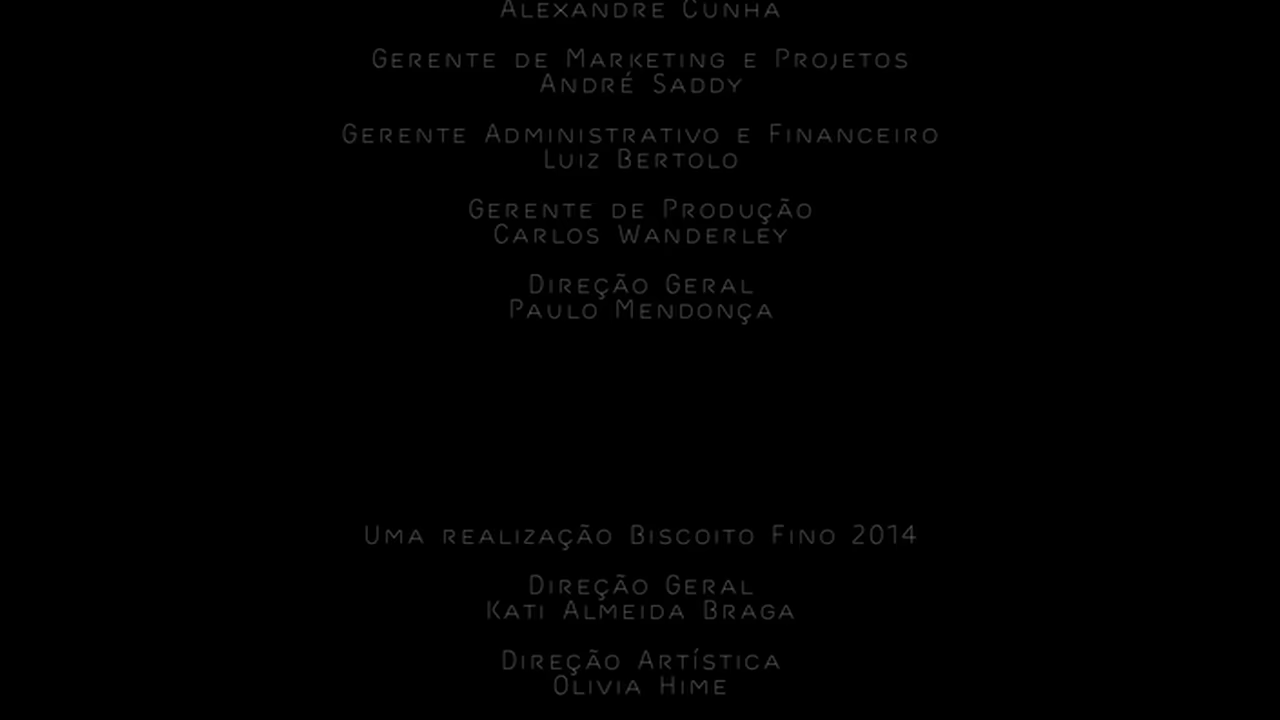 Alexandre Cunha
Gerente de Marketing e Projetos
André Saddy
Gerente Administrativo e Financeiro
Luiz Bertolo
Gerente de Produção
Carlos Wanderley
Direção Geral
Paulo Mendonça
Uma realização Biscoito Fino 2014
Direção Geral
Kati Almeida Braga
Direção Artística
Olivia Hime